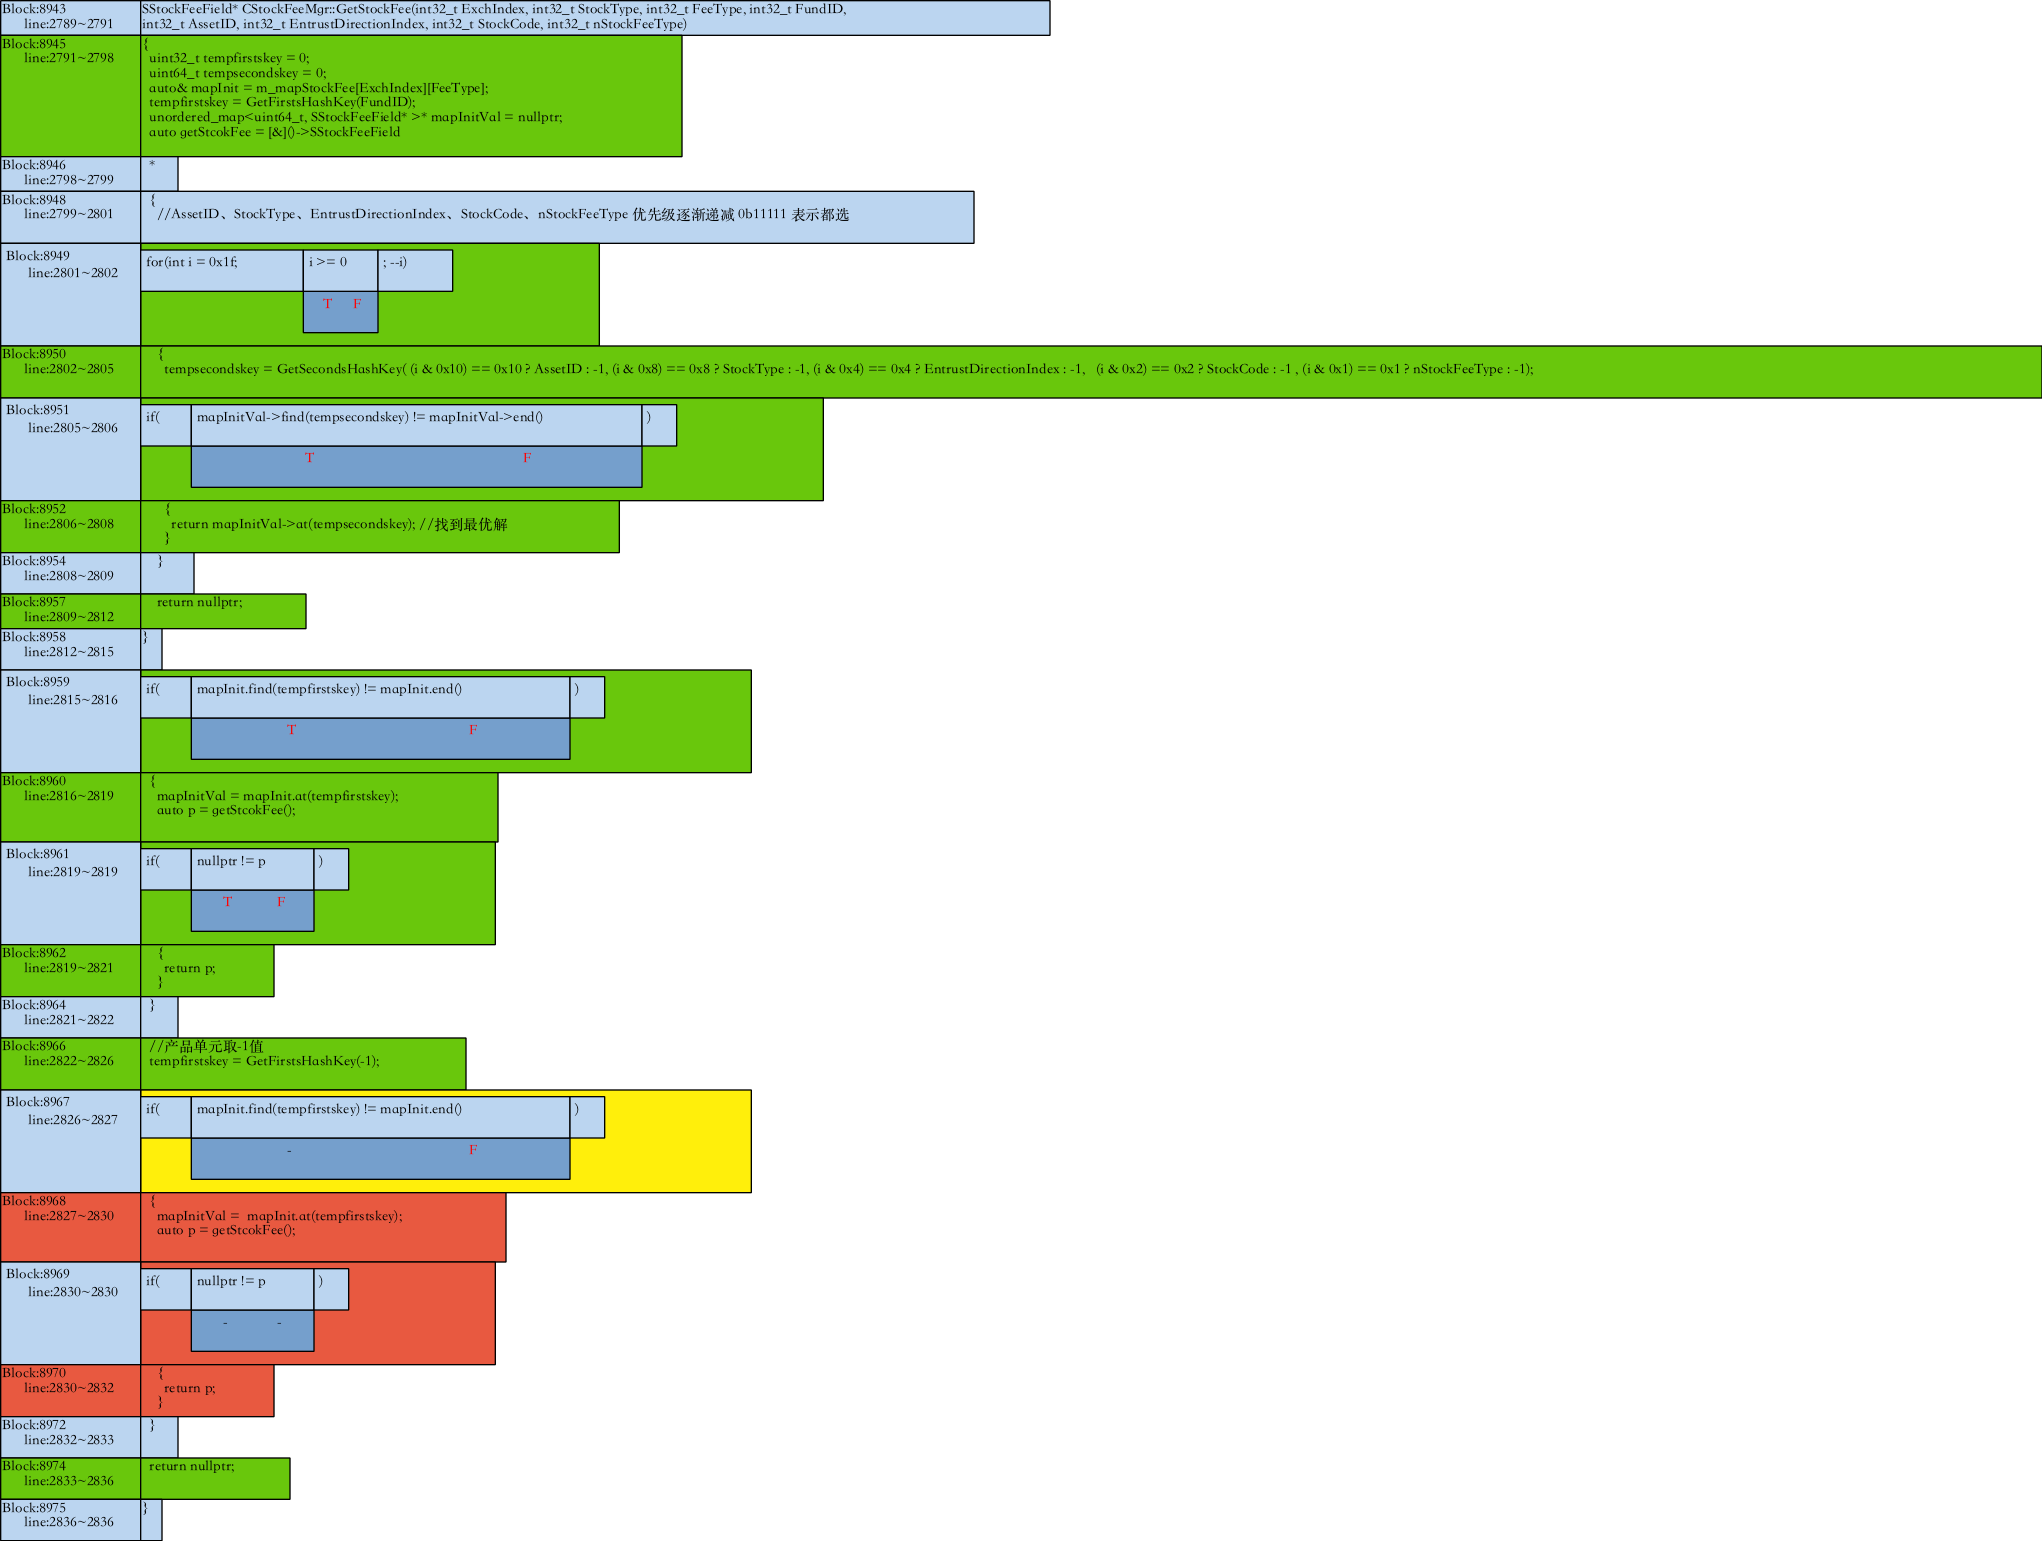 Block:8943
line:2789~2791
SStockFeeField* CStockFeeMgr::GetStockFee(int32_t ExchIndex, int32_t StockType, int32_t FeeType, int32_t FundID,
int32_t AssetID, int32_t EntrustDirectionIndex, int32_t StockCode, int32_t nStockFeeType)
Block:8945
line:2791~2798
{
uint32_t tempfirstskey = 0;
uint64_t tempsecondskey = 0;
auto& mapInit = m_mapStockFee[ExchIndex][FeeType];
tempfirstskey = GetFirstsHashKey(FundID);
unordered_map<uint64_t, SStockFeeField* >* mapInitVal = nullptr;
auto getStcokFee = [&]()->SStockFeeField
Block:8946
line:2798~2799
*
Block:8948
line:2799~2801
{
//AssetID、StockType、EntrustDirectionIndex、StockCode、nStockFeeType 优先级逐渐递减 0b11111 表示都选
Block:8949
line:2801~2802
for(int i = 0x1f; i >= 0 ; --i)
T F
Block:8950
line:2802~2805
{
tempsecondskey = GetSecondsHashKey( (i & 0x10) == 0x10 ? AssetID : -1, (i & 0x8) == 0x8 ? StockType : -1, (i & 0x4) == 0x4 ? EntrustDirectionIndex : -1,   (i & 0x2) == 0x2 ? StockCode : -1 , (i & 0x1) == 0x1 ? nStockFeeType : -1);
Block:8951
line:2805~2806
if( mapInitVal->find(tempsecondskey) != mapInitVal->end() )
T F
Block:8952
line:2806~2808
{
return mapInitVal->at(tempsecondskey); //找到最优解
}
Block:8954
line:2808~2809
}
Block:8957
line:2809~2812
return nullptr;
Block:8958
line:2812~2815
}
Block:8959
line:2815~2816
if( mapInit.find(tempfirstskey) != mapInit.end() )
T F
Block:8960
line:2816~2819
{
mapInitVal = mapInit.at(tempfirstskey);
auto p = getStcokFee();
Block:8961
line:2819~2819
if( nullptr != p )
T F
Block:8962
line:2819~2821
{
return p;
}
Block:8964
line:2821~2822
}
Block:8966
line:2822~2826
//产品单元取-1值
tempfirstskey = GetFirstsHashKey(-1);
Block:8967
line:2826~2827
if( mapInit.find(tempfirstskey) != mapInit.end() )
- F
Block:8968
line:2827~2830
{
mapInitVal =  mapInit.at(tempfirstskey);
auto p = getStcokFee();
Block:8969
line:2830~2830
if( nullptr != p )
- -
Block:8970
line:2830~2832
{
return p;
}
Block:8972
line:2832~2833
}
Block:8974
line:2833~2836
return nullptr;
Block:8975
line:2836~2836
}